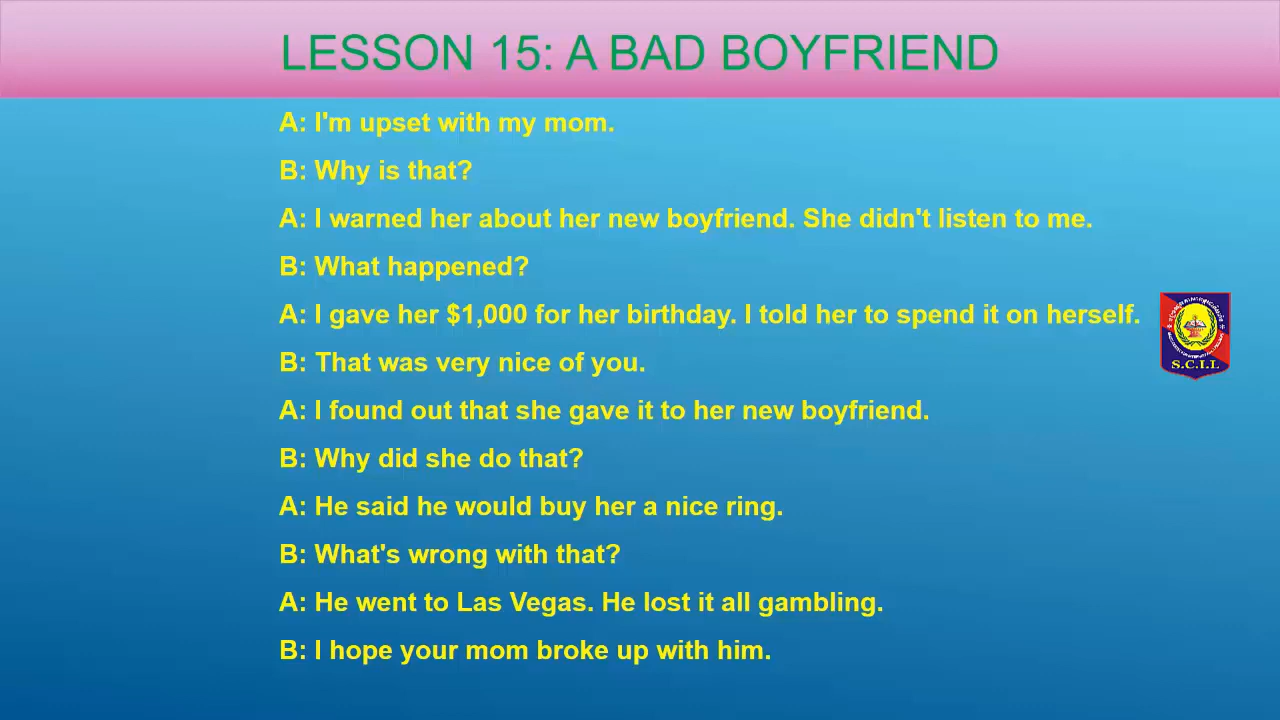 LESSON 15: A BAD BOYFRIEND
A: I'm upset with my mom.
B: Why is that?
A: I warned her about her new boyfriend. She didn't listen to me.
B: What happened?
A: I gave her $1,000 for her birthday. I told her to spend it on herself.
B: That was very nice of you.
A: I found out that she gave it to her new boyfriend.
B: Why did she do that?
A: He said he would buy her a nice ring.
B: What's wrong with that?
A: He went to Las Vegas. He lost it all gambling.
B: I hope your mom broke up with him.
S.C.I.L